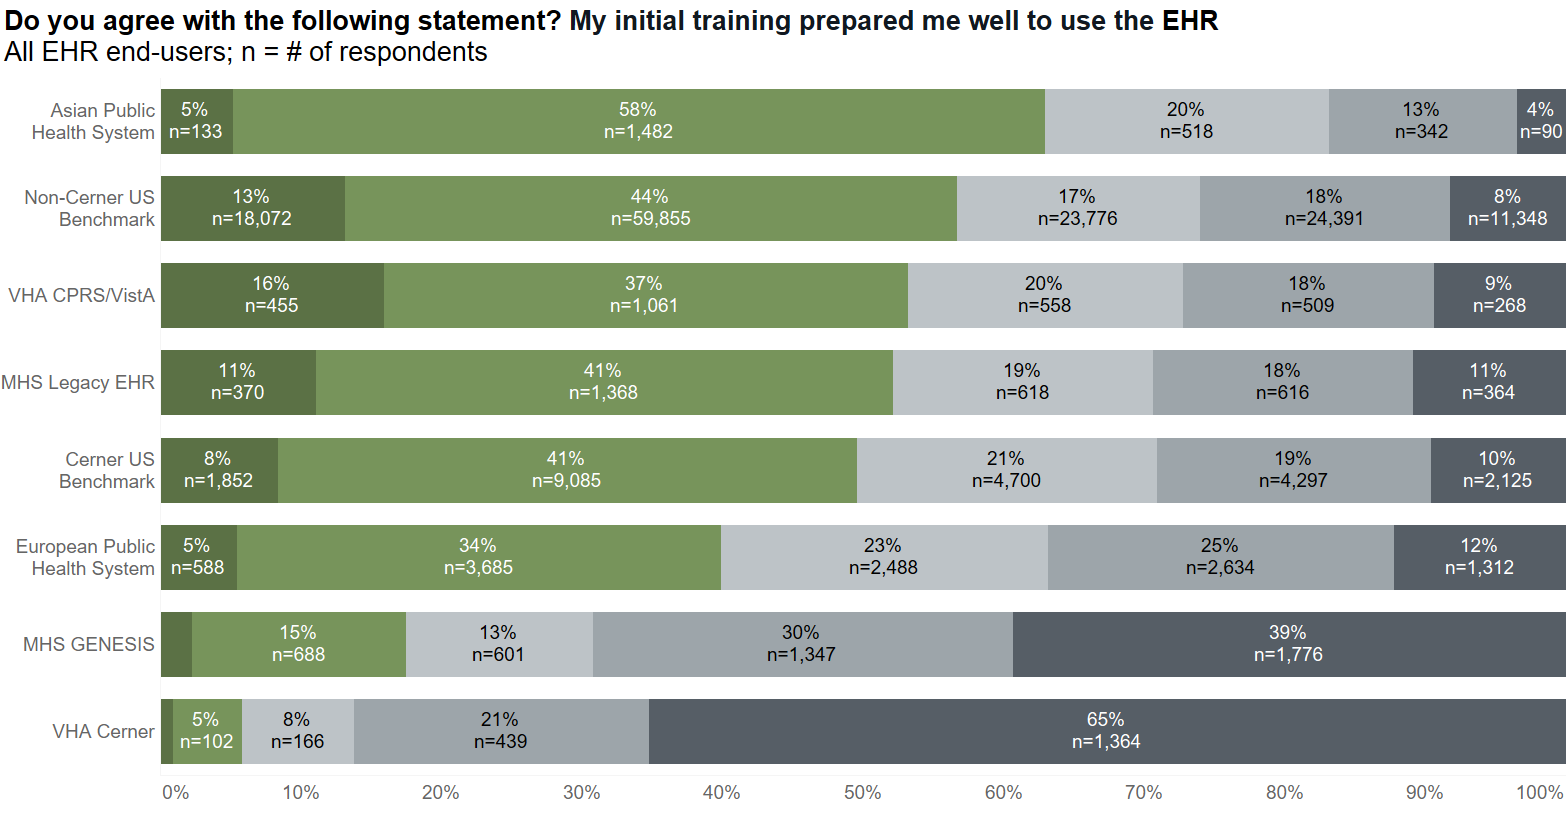 Do you agree with the following statement? My initial training prepared me well to use the EHR
All EHR end-users; n = # of respondents
Asian Public
Health System
5%
n=133
58%
n=1,482
20%
n=518
13%
n=342
4%
n=90
Non-Cerner US
Benchmark
13%
n=18,072
44%
n=59,855
17%
n=23,776
18%
n=24,391
8%
n=11,348
VHA CPRS/VistA
16%
n=455
37%
n=1,061
20%
n=558
18%
n=509
9%
n=268
MHS Legacy EHR
11%
n=370
41%
n=1,368
19%
n=618
18%
n=616
11%
n=364
Cerner US
Benchmark
8%
n=1,852
41%
n=9,085
21%
n=4,700
19%
n=4,297
10%
n=2,125
European Public
Health System
5%
n=588
34%
n=3,685
23%
n=2,488
25%
n=2,634
12%
n=1,312
MHS GENESIS
15%
n=688
13%
n=601
30%
n=1,347
39%
n=1,776
VHA Cerner
5%
n=102
8%
n=166
21%
n=439
65%
n=1,364
0% 10% 20% 30% 40% 50% 60% 70% 80% 90% 100%